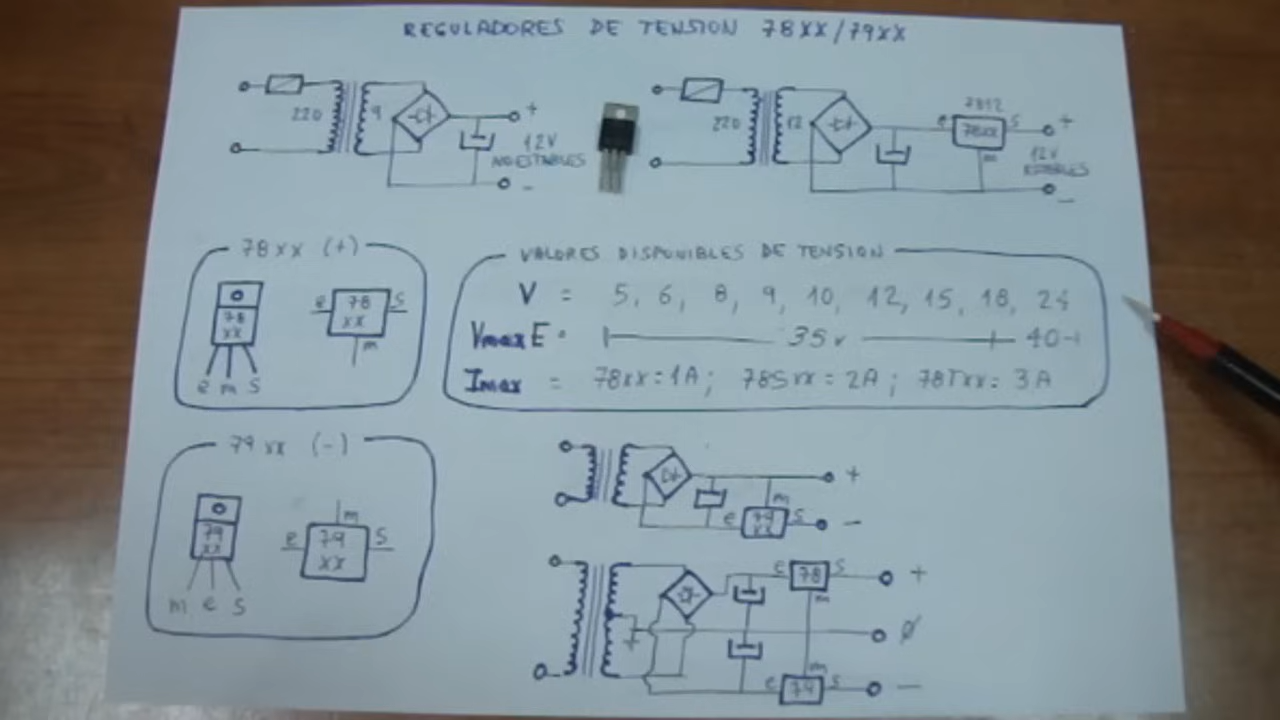 REGULADORES DE TENSION 78XX/79XX
220 9 + 12V NO ESTABLES -
220 12 e 7812 78xx s m + 12V ESTABLES -
78xx (+)
78 xx
e m s
e 78 xx s
m
VALORES DISPONIBLES DE TENSION
V = 5, 6, 8, 9, 10, 12, 15, 18, 24
VmaxE = 35v 40
Imax = 78xx=1A; 78Sxx=2A; 78Txx=3A
79xx (-)
79 xx
m e s
m
e 79 xx s
+
m
e 79 xx s -
e 78 s +
m
Ø
m
e 79 s -